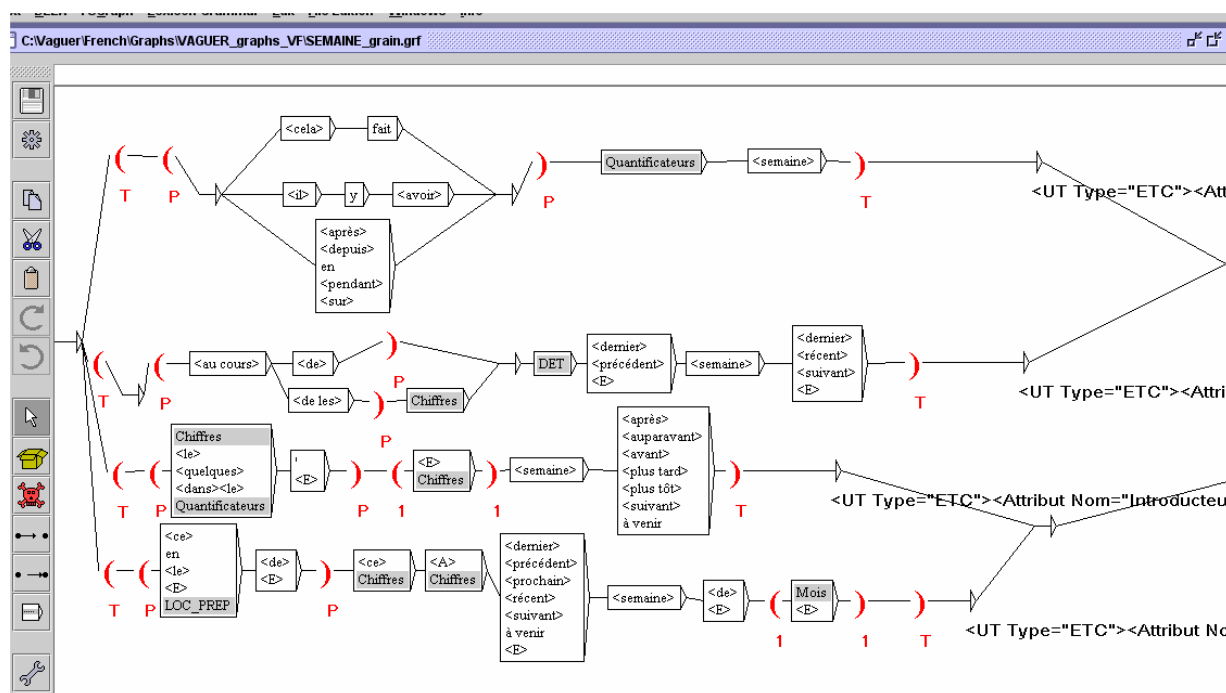 C:\Vaguer\French\Graphs\VAGUER_graphs_VF\SEMAINE_grain.grf
<cela> fait
<il> y <avoir>
<après>
<depuis>
en
<pendant>
<sur>
( T ( P ) P Quantificateurs <semaine> ) T
<UT Type="ETC"><Att
( T ( P <au cours> <de> ) P
<de les> ) P Chiffres
DET
<dernier>
<précédent>
<E>
<semaine>
<dernier>
<récent>
<suivant>
<E>
) T
<UT Type="ETC"><Attri
( T ( P
Chiffres
<le>
<quelques>
<dans><le>
Quantificateurs
'
<E>
) P ( 1
<E>
Chiffres
) 1
<semaine>
<après>
<auparavant>
<avant>
<plus tard>
<plus tôt>
<suivant>
à venir
) T
<UT Type="ETC"><Attribut Nom="Introducteu
( T ( P
<ce>
en
<le>
<E>
LOC_PREP
<de>
<E>
) P
<ce>
Chiffres
<A>
Chiffres
<dernier>
<précédent>
<prochain>
<récent>
<suivant>
à venir
<E>
<semaine>
<de>
<E>
( 1
Mois
<E>
) 1 ) T
<UT Type="ETC"><Attribut No